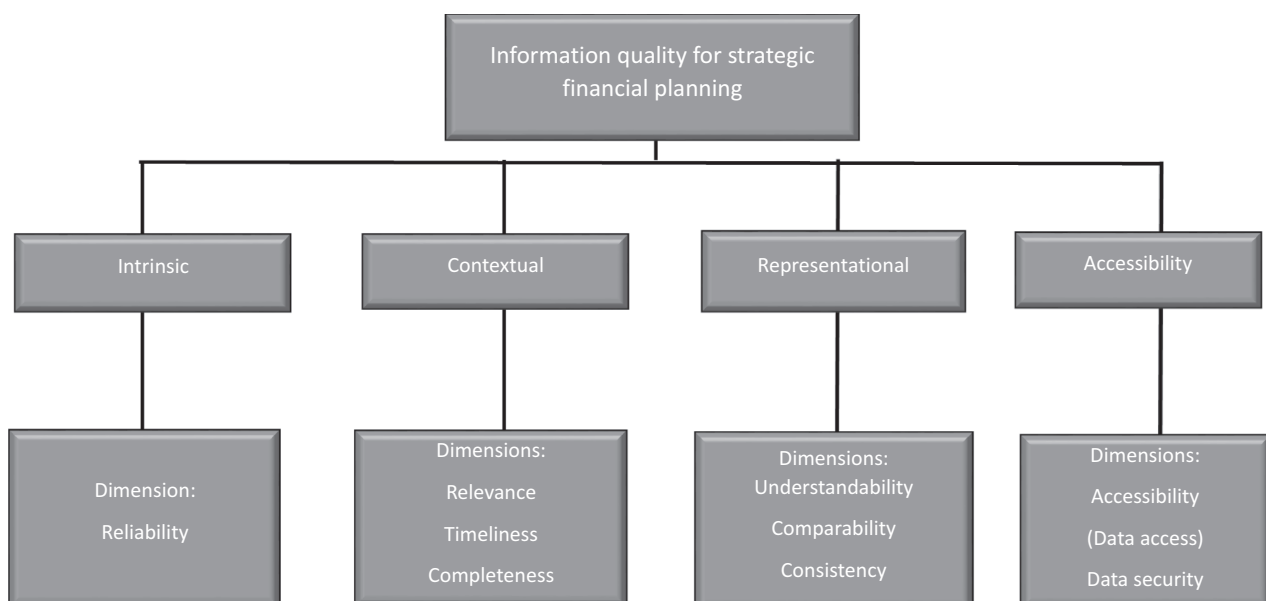 Information quality for strategic
financial planning
Intrinsic
Contextual
Representational
Accessibility
Dimension:
Reliability
Dimensions:
Relevance
Timeliness
Completeness
Dimensions:
Understandability
Comparability
Consistency
Dimensions:
Accessibility
(Data access)
Data security